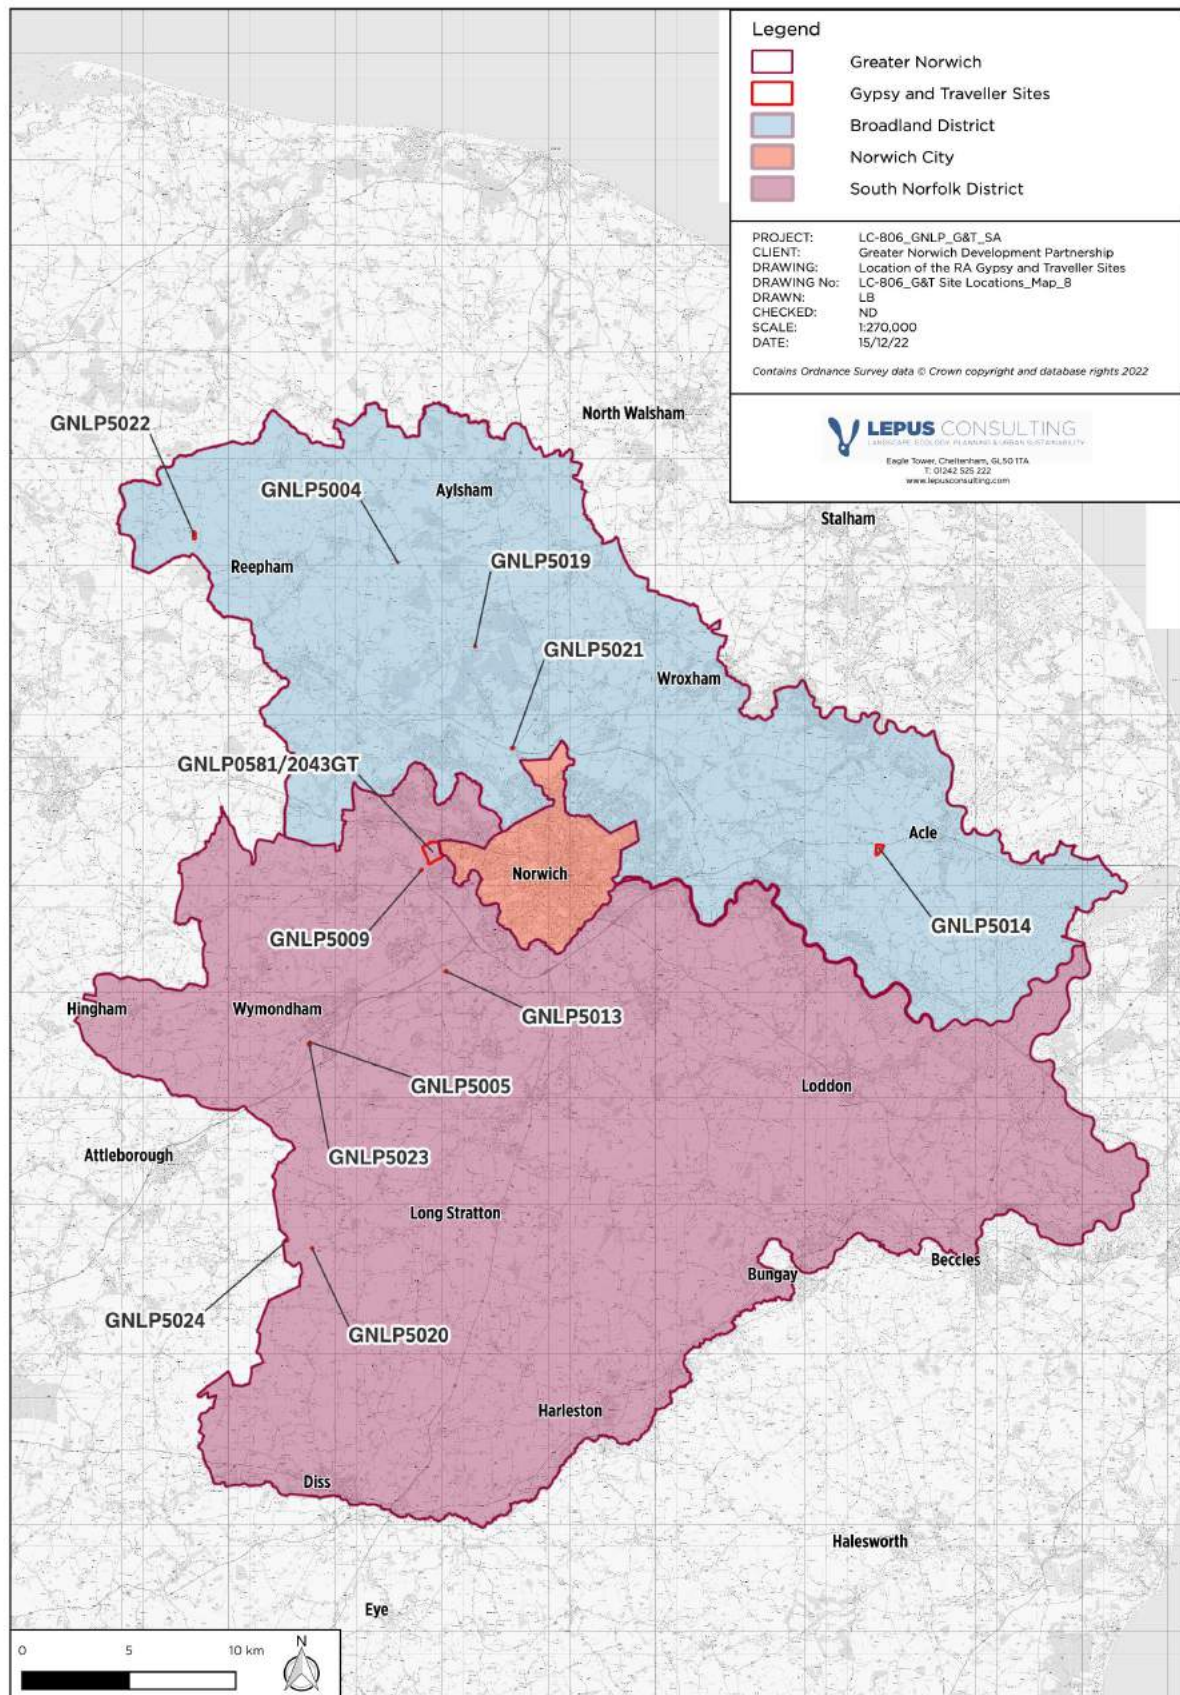 Legend
Greater Norwich
Gypsy and Traveller Sites
Broadland District
Norwich City
South Norfolk District
PROJECT: LC-806_GNLP_G&T_SA
CLIENT: Greater Norwich Development Partnership
DRAWING: Location of the RA Gypsy and Traveller Sites
DRAWING No: LC-806_G&T Site Locations_Map_8
DRAWN: LB
CHECKED: ND
SCALE: 1:270,000
DATE: 15/12/22
Contains Ordnance Survey data © Crown copyright and database rights 2022
LEPUS CONSULTING
LANDSCAPE, ECOLOGY, PLANNING & URBAN SUSTAINABILITY
Eagle Tower, Cheltenham, GL50 1TA
T: 01242 525 222
www.lepusconsulting.com
North Walsham
GNLP5022
GNLP5004
Aylsham
Stalham
Reepham
GNLP5019
GNLP5021
Wroxham
GNLP0581/2043GT
Acle
Norwich
GNLP5014
GNLP5009
Hingham
Wymondham
GNLP5013
GNLP5005
Loddon
Attleborough
GNLP5023
Long Stratton
Beccles
Bungay
GNLP5024
GNLP5020
Harleston
Diss
Halesworth
Eye
0 5 10 km
N